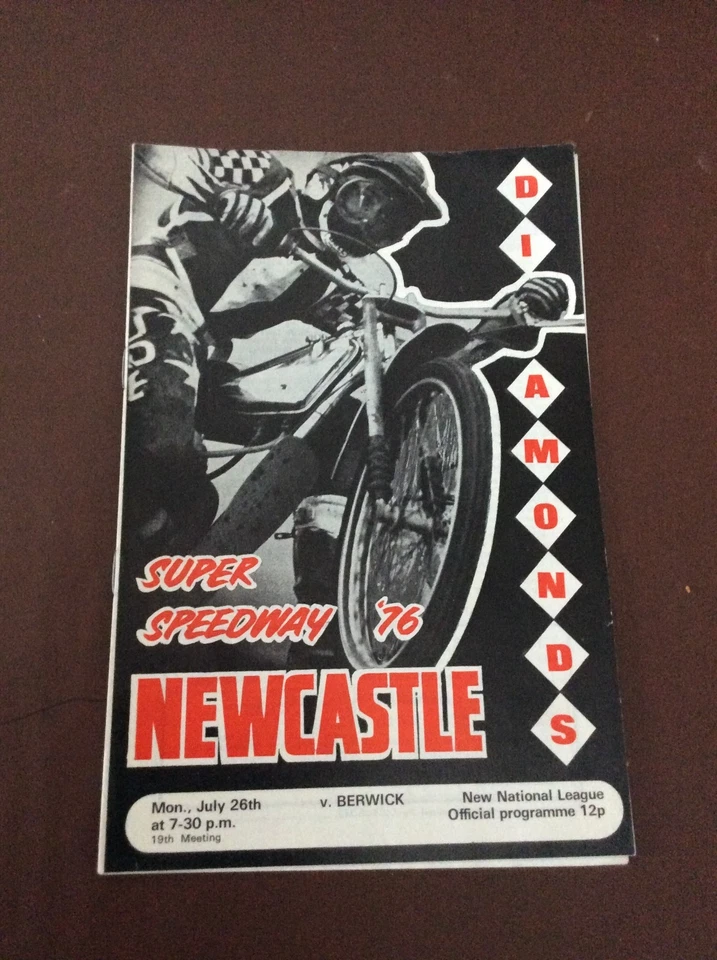 DIAMONDS
SUPER
SPEEDWAY '76
NEWCASTLE
Mon., July 26th
at 7-30 p.m.
19th Meeting
v. BERWICK
New National League
Official programme 12p